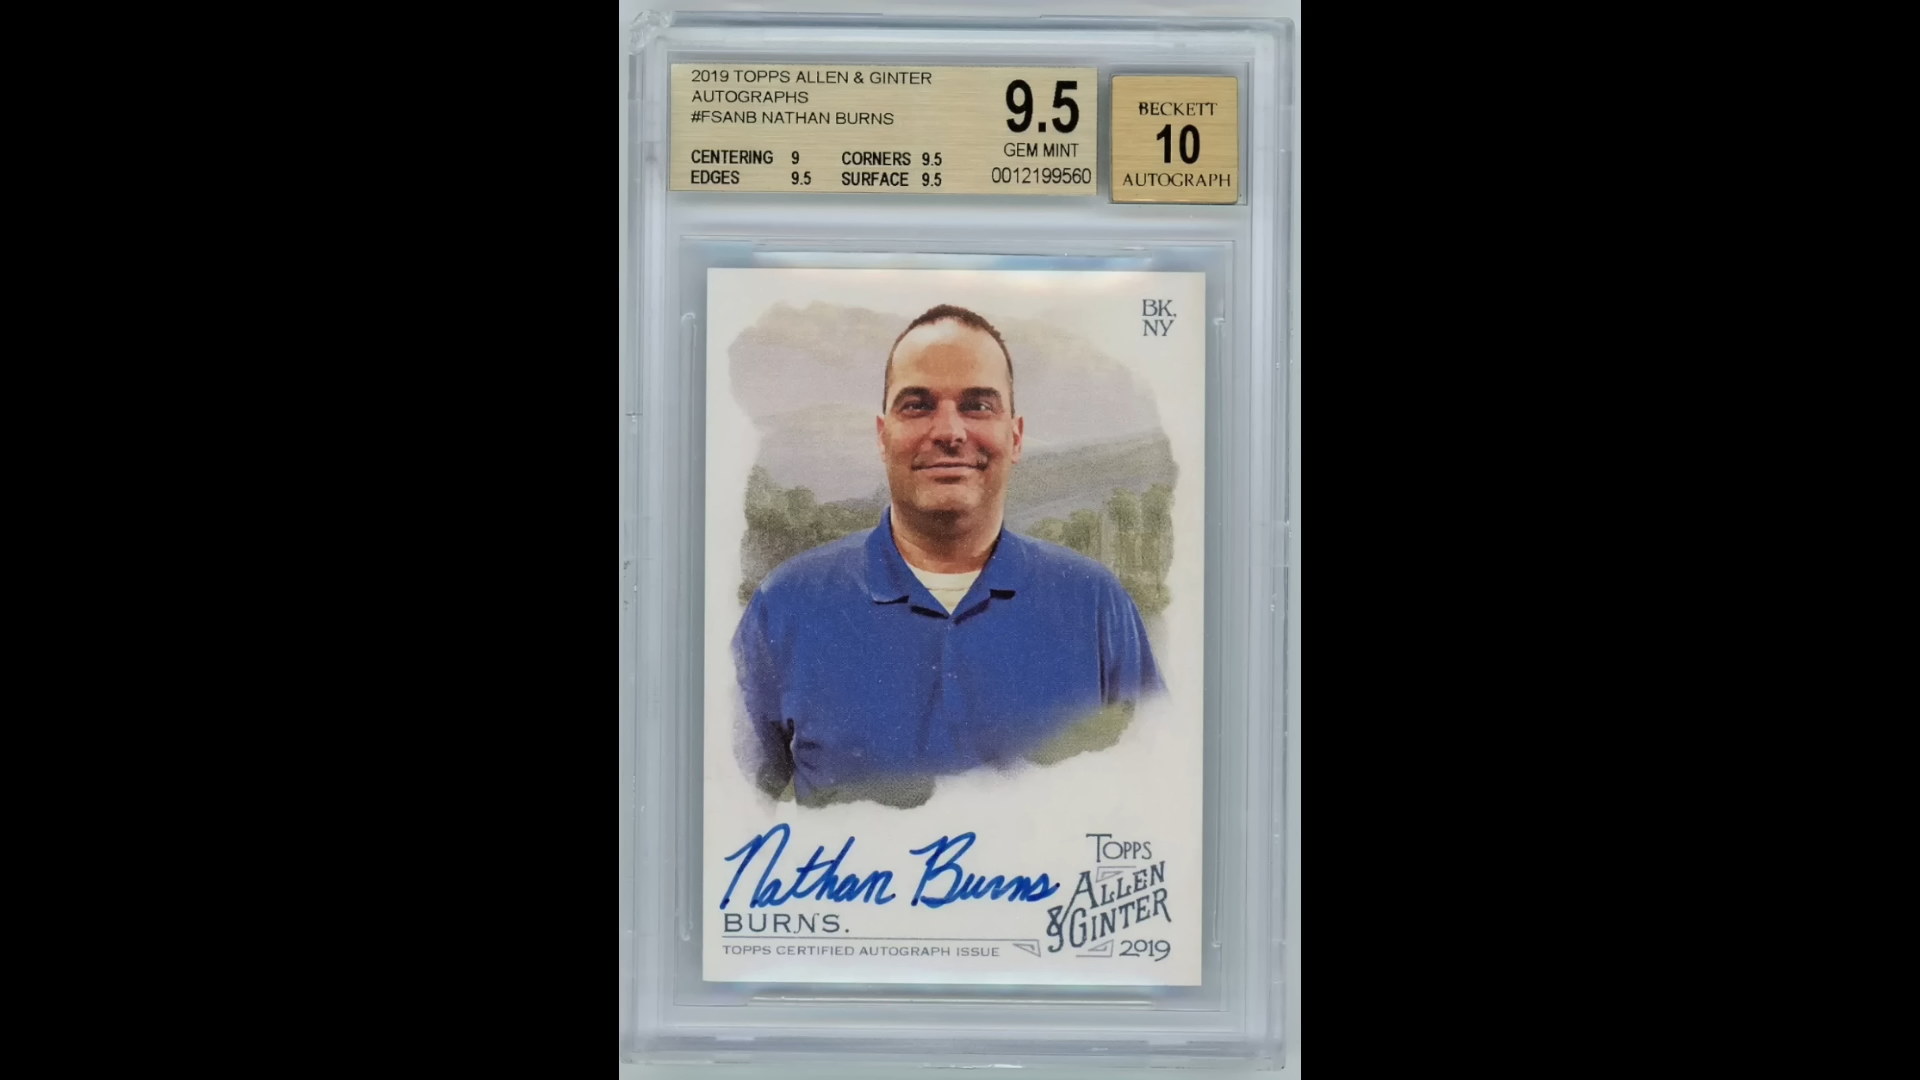 2019 TOPPS ALLEN & GINTER
AUTOGRAPHS
#FSANB NATHAN BURNS
CENTERING 9 CORNERS 9.5
EDGES 9.5 SURFACE 9.5
9.5
GEM MINT
0012199560
BECKETT
10
AUTOGRAPH
BK,
NY
Nathan Burns
BURNS.
TOPPS CERTIFIED AUTOGRAPH ISSUE
TOPPS
ALLEN
& GINTER
2019